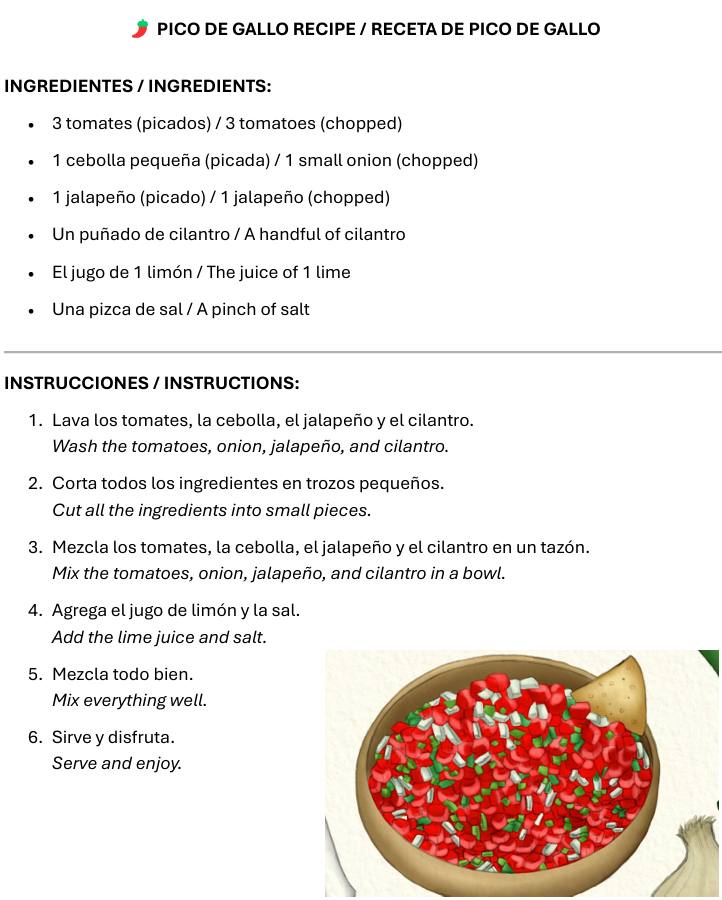 🌶️ PICO DE GALLO RECIPE / RECETA DE PICO DE GALLO
INGREDIENTES / INGREDIENTS:
• 3 tomates (picados) / 3 tomatoes (chopped)
• 1 cebolla pequeña (picada) / 1 small onion (chopped)
• 1 jalapeño (picado) / 1 jalapeño (chopped)
• Un puñado de cilantro / A handful of cilantro
• El jugo de 1 limón / The juice of 1 lime
• Una pizca de sal / A pinch of salt
INSTRUCCIONES / INSTRUCTIONS:
1. Lava los tomates, la cebolla, el jalapeño y el cilantro.
Wash the tomatoes, onion, jalapeño, and cilantro.
2. Corta todos los ingredientes en trozos pequeños.
Cut all the ingredients into small pieces.
3. Mezcla los tomates, la cebolla, el jalapeño y el cilantro en un tazón.
Mix the tomatoes, onion, jalapeño, and cilantro in a bowl.
4. Agrega el jugo de limón y la sal.
Add the lime juice and salt.
5. Mezcla todo bien.
Mix everything well.
6. Sirve y disfruta.
Serve and enjoy.